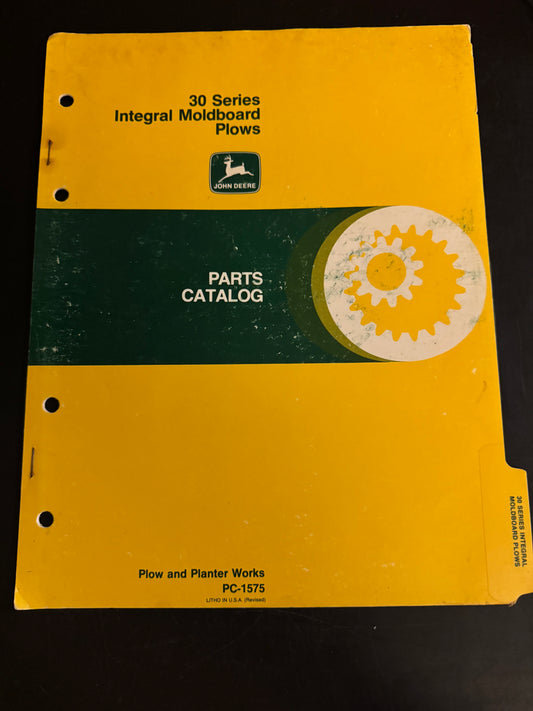 30 Series
Integral Moldboard
Plows
JOHN DEERE
PARTS
CATALOG
30 SERIES INTEGRAL
MOLDBOARD PLOWS
Plow and Planter Works
PC-1575
LITHO IN U.S.A. (Revised)